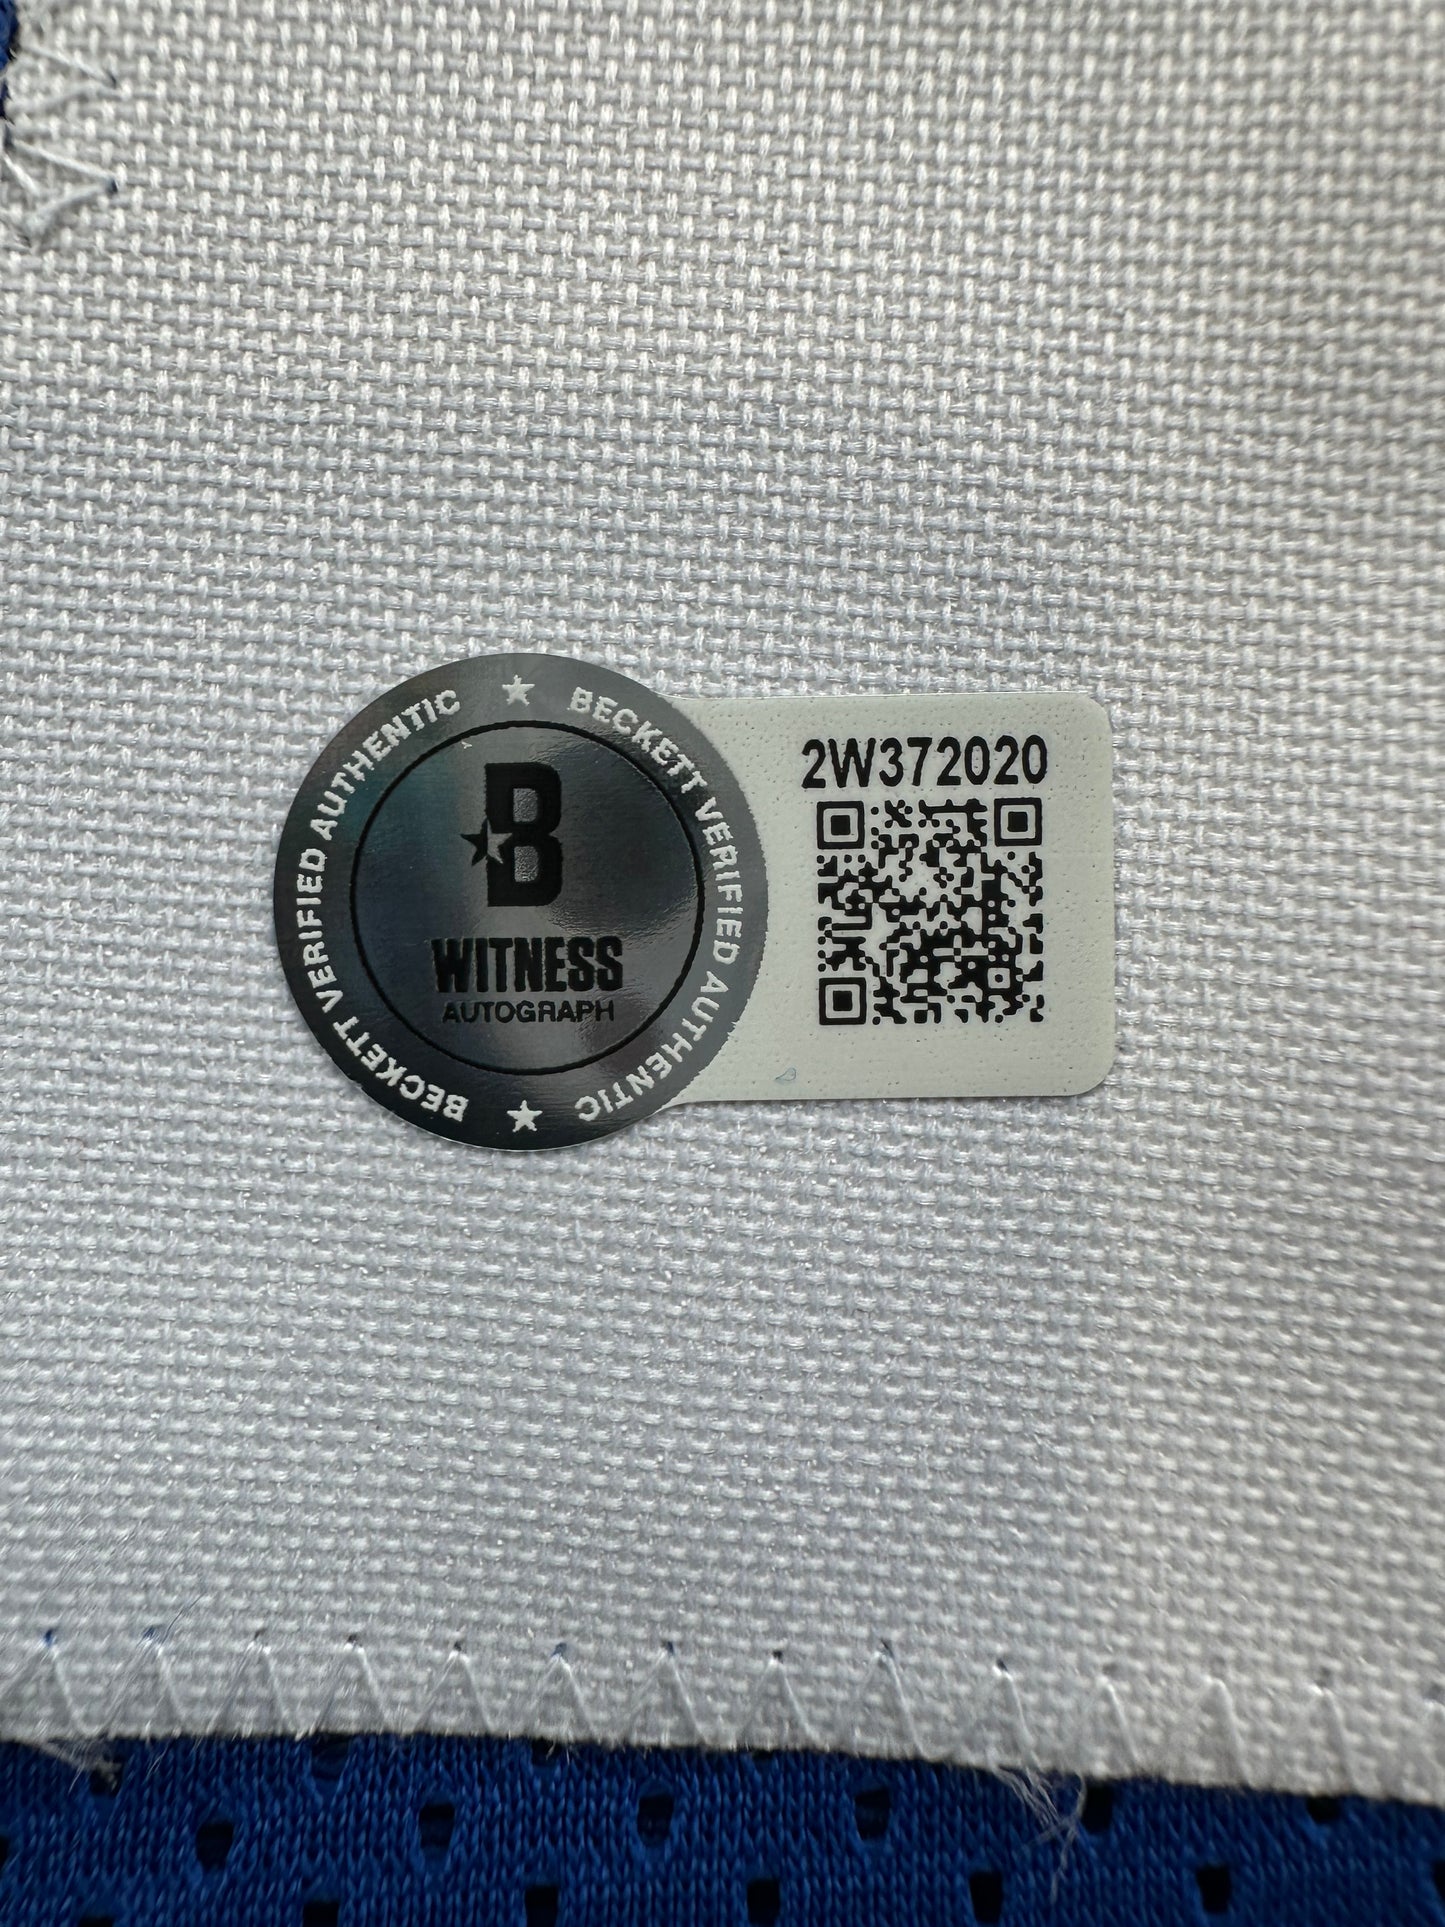 BECKETT VERIFIED AUTHENTIC ★ BECKETT VERIFIED AUTHENTIC ★
B
WITNESS
AUTOGRAPH
2W372020